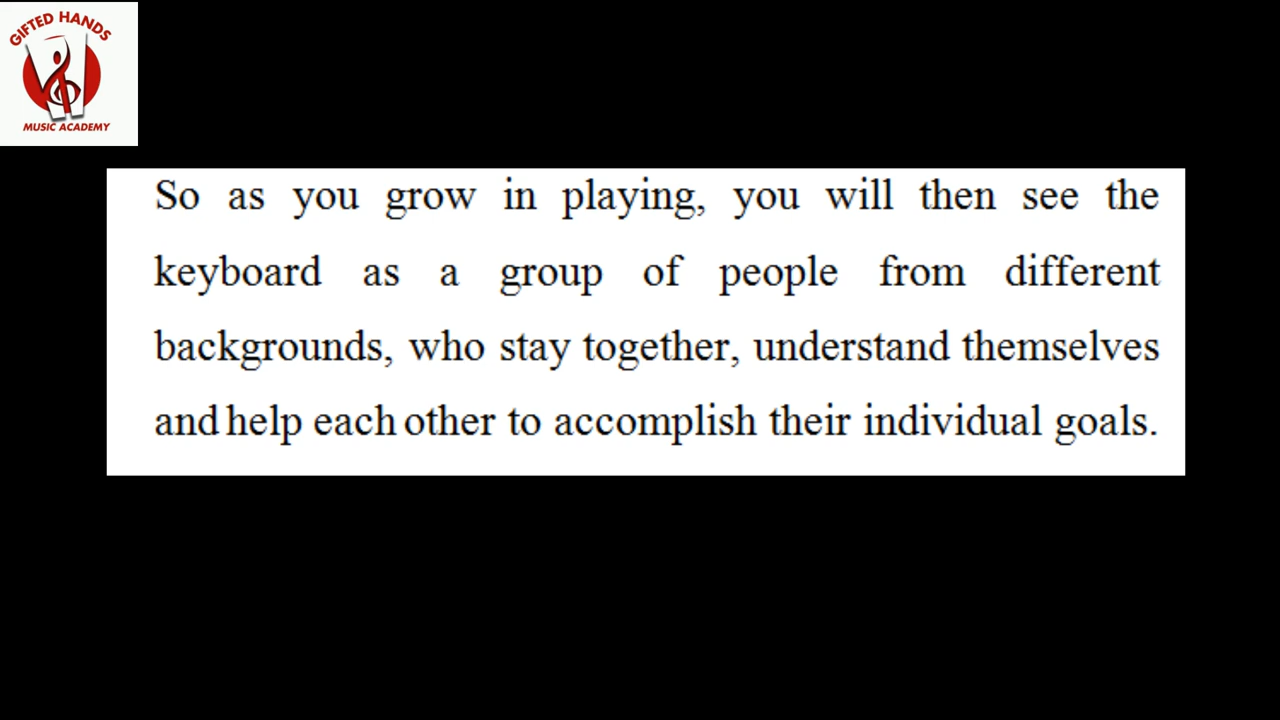 GIFTED HANDS
MUSIC ACADEMY
So as you grow in playing, you will then see the
keyboard as a group of people from different
backgrounds, who stay together, understand themselves
and help each other to accomplish their individual goals.